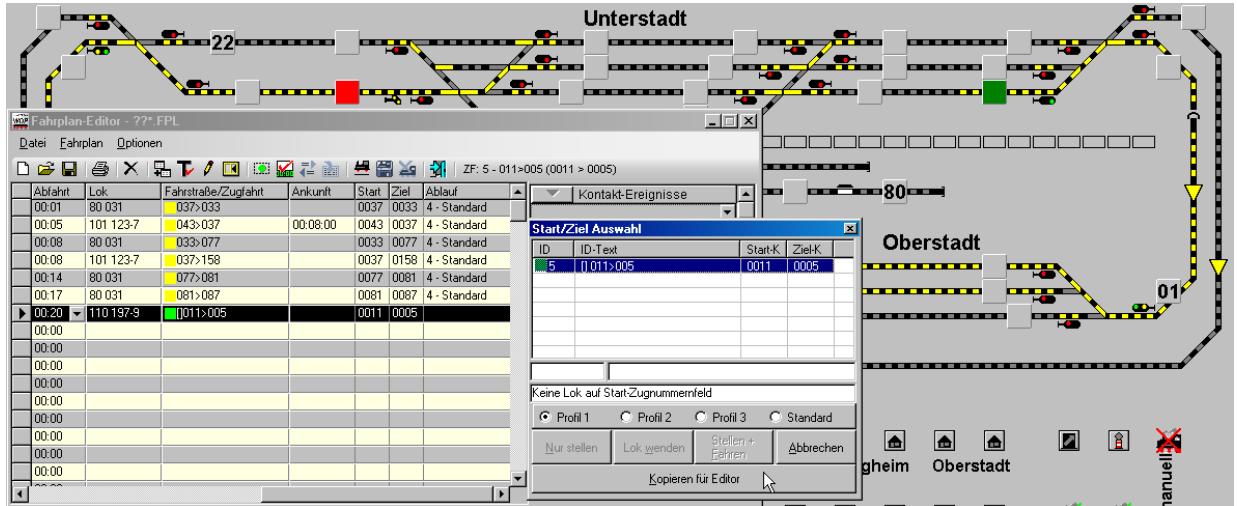 Unterstadt
22
Fahrplan-Editor - ??*.FPL
Datei Fahrplan Optionen
ZF: 5 - 011>005 (0011 > 0005)
Abfahrt Lok Fahrstraße/Zugfahrt Ankunft Start Ziel Ablauf
00:01 80 031 037>033 0037 0033 4 - Standard
00:05 101 123-7 043>037 00:08:00 0043 0037 4 - Standard
00:08 80 031 033>077 0033 0077 4 - Standard
00:08 101 123-7 037>158 0037 0158 4 - Standard
00:14 80 031 077>081 0077 0081 4 - Standard
00:17 80 031 081>087 0081 0087 4 - Standard
00:20 110 197-9 []011>005 0011 0005
00:00
00:00
00:00
00:00
00:00
00:00
00:00
00:00
00:00
Kontakt-Ereignisse
Start/Ziel Auswahl
ID ID-Text Start-K Ziel-K
5 [] 011>005 0011 0005
Keine Lok auf Start-Zugnummernfeld
Profil 1 Profil 2 Profil 3 Standard
Nur stellen Lok wenden Stellen + Fahren Abbrechen
Kopieren für Editor
80
Oberstadt
01
gheim Oberstadt
manuell